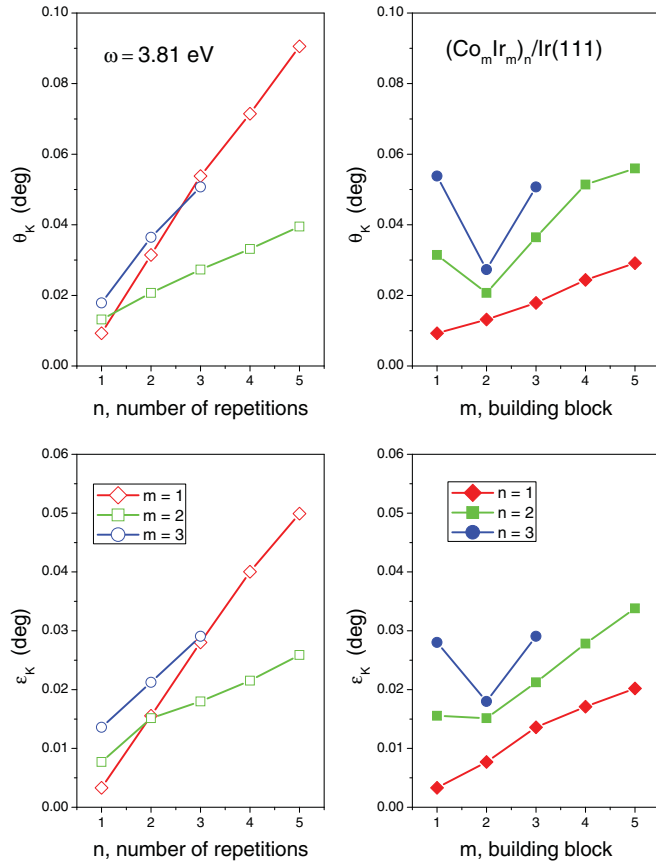 0.10
0.08
0.06
0.04
0.02
0.00
θK (deg)
ω = 3.81 eV
1 2 3 4 5
n, number of repetitions
0.10
0.08
0.06
0.04
0.02
0.00
θK (deg)
(ComIrm)n/Ir(111)
1 2 3 4 5
m, building block
0.06
0.05
0.04
0.03
0.02
0.01
0.00
εK (deg)
m = 1
m = 2
m = 3
1 2 3 4 5
n, number of repetitions
0.06
0.05
0.04
0.03
0.02
0.01
0.00
εK (deg)
n = 1
n = 2
n = 3
1 2 3 4 5
m, building block